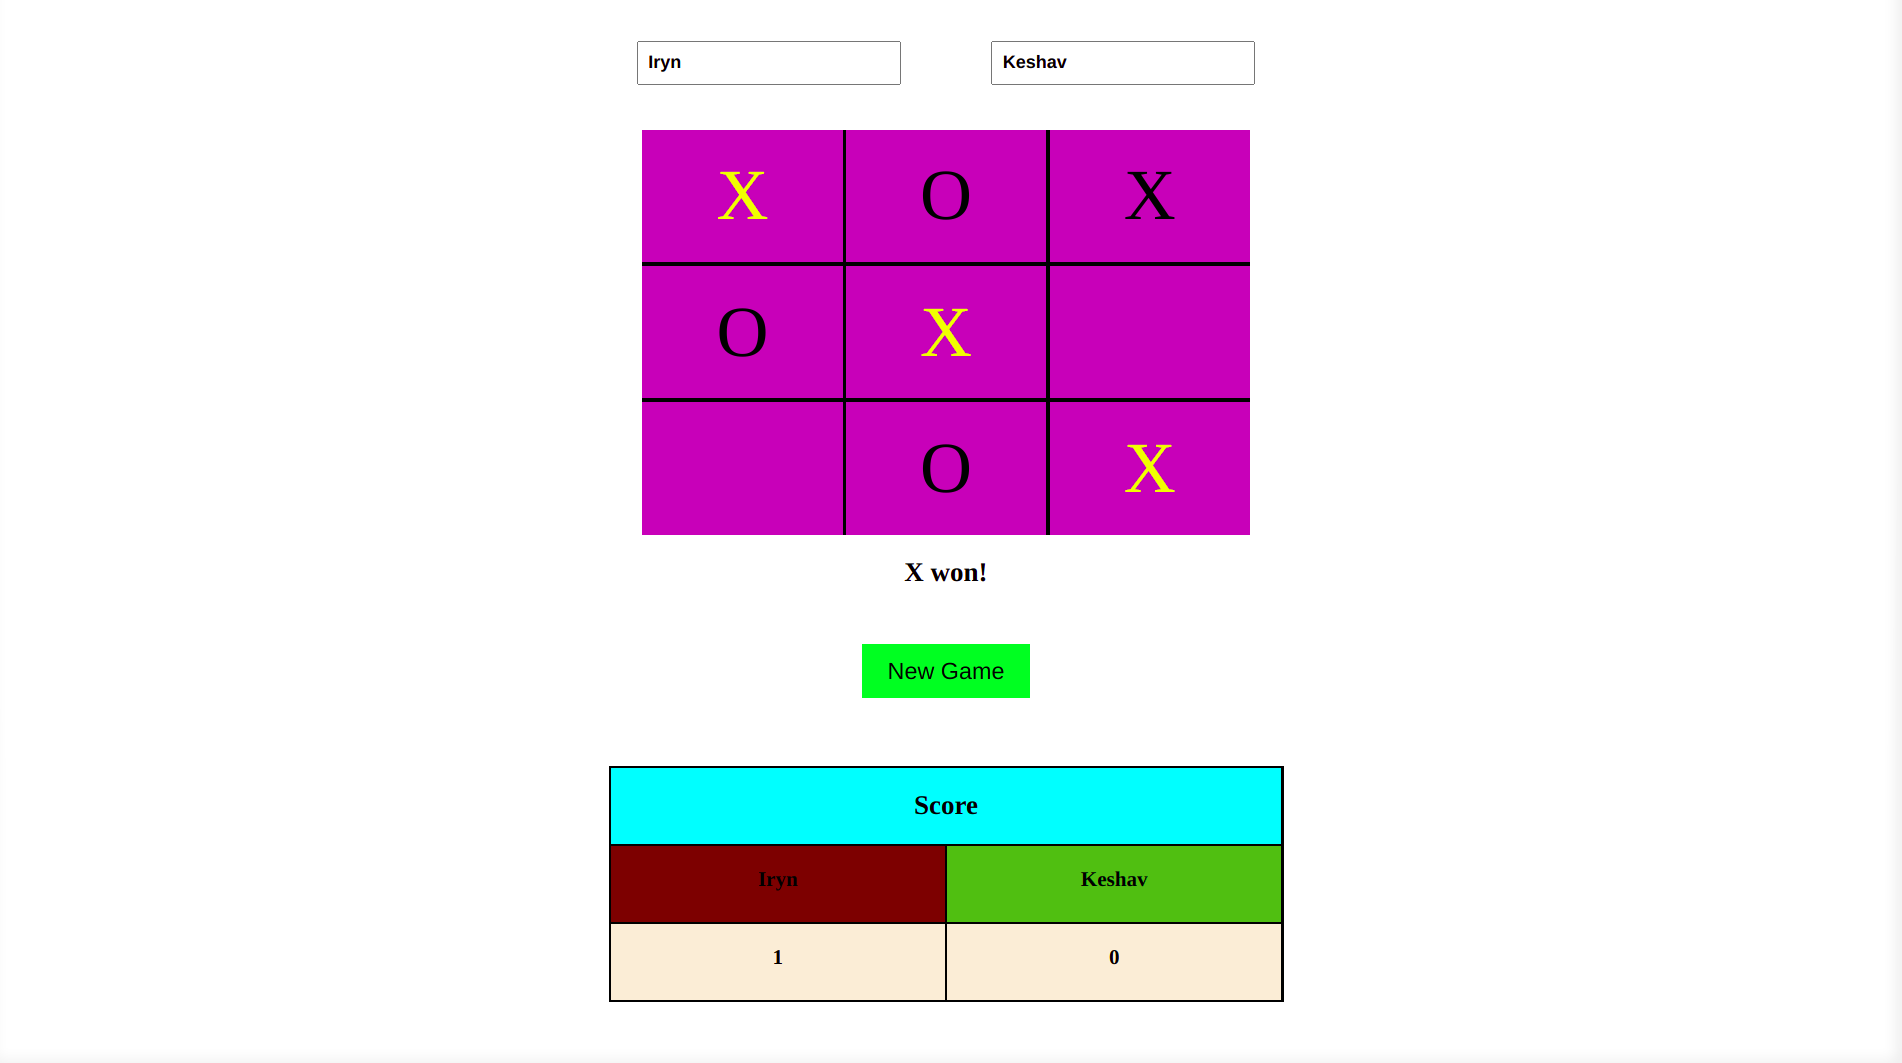 Iryn Keshav
X O X
O X
O X
X won!
New Game
Score
Iryn Keshav
1 0